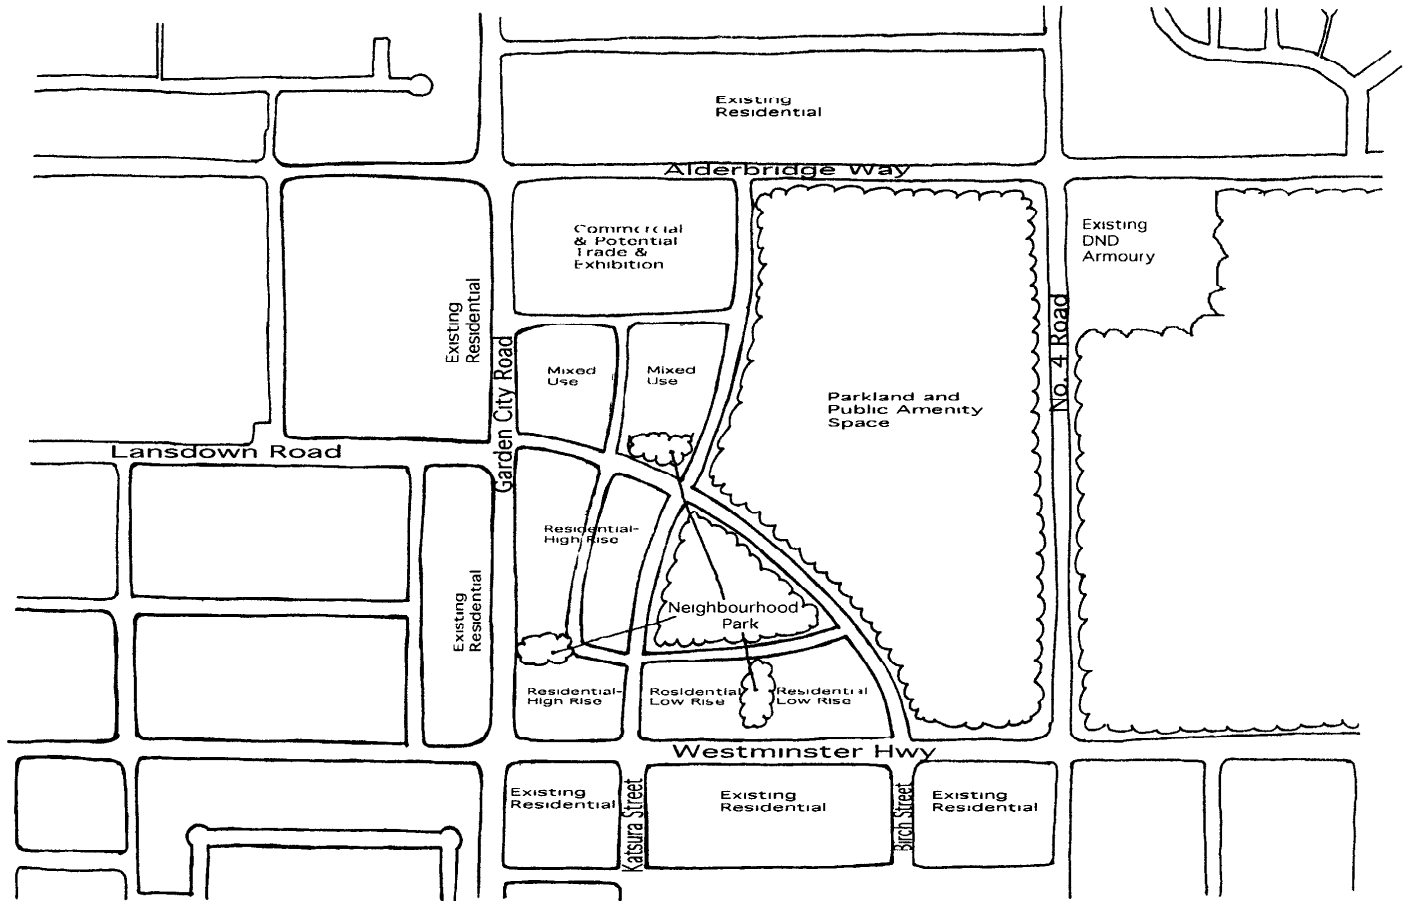 Existing
Residential
Alderbridge Way
Commercial
& Potential
Trade &
Exhibition
Existing
DND
Armoury
Existing
Residential
Garden City Road
No. 4 Road
Mixed
Use
Mixed
Use
Parkland and
Public Amenity
Space
Lansdown Road
Residential-
High Rise
Existing
Residential
Neighbourhood
Park
Residential-
High Rise
Rosidential
Low Rise
Residential
Low Rise
Westminster Hwy
Existing
Residential
Katsura Street
Existing
Residential
Birch Street
Existing
Residential